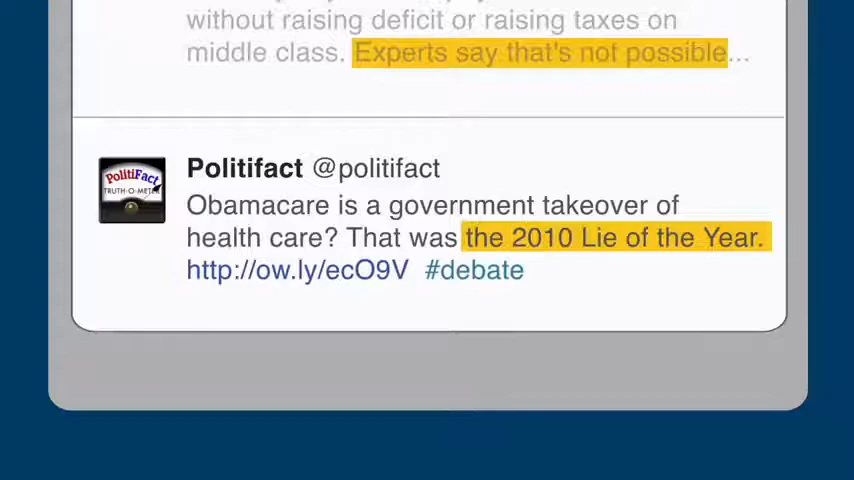 without raising deficit or raising taxes on
middle class. Experts say that's not possible...
Politifact @politifact
POLITIFACT
TRUTH-O-METER
Obamacare is a government takeover of
health care? That was the 2010 Lie of the Year.
http://ow.ly/ecO9V #debate